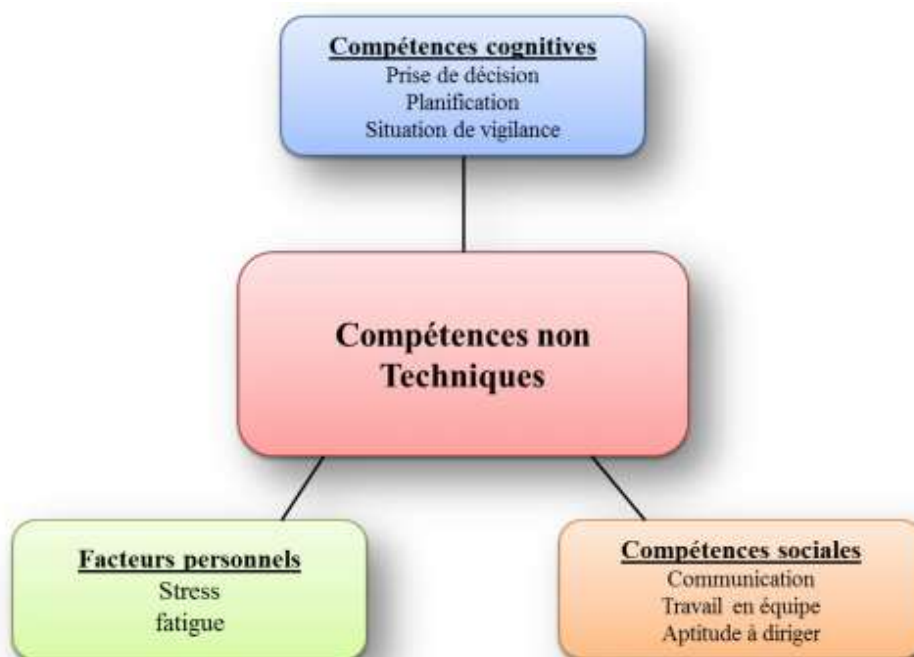 Compétences cognitives
Prise de décision
Planification
Situation de vigilance
Compétences non
Techniques
Facteurs personnels
Stress
fatigue
Compétences sociales
Communication
Travail en équipe
Aptitude à diriger